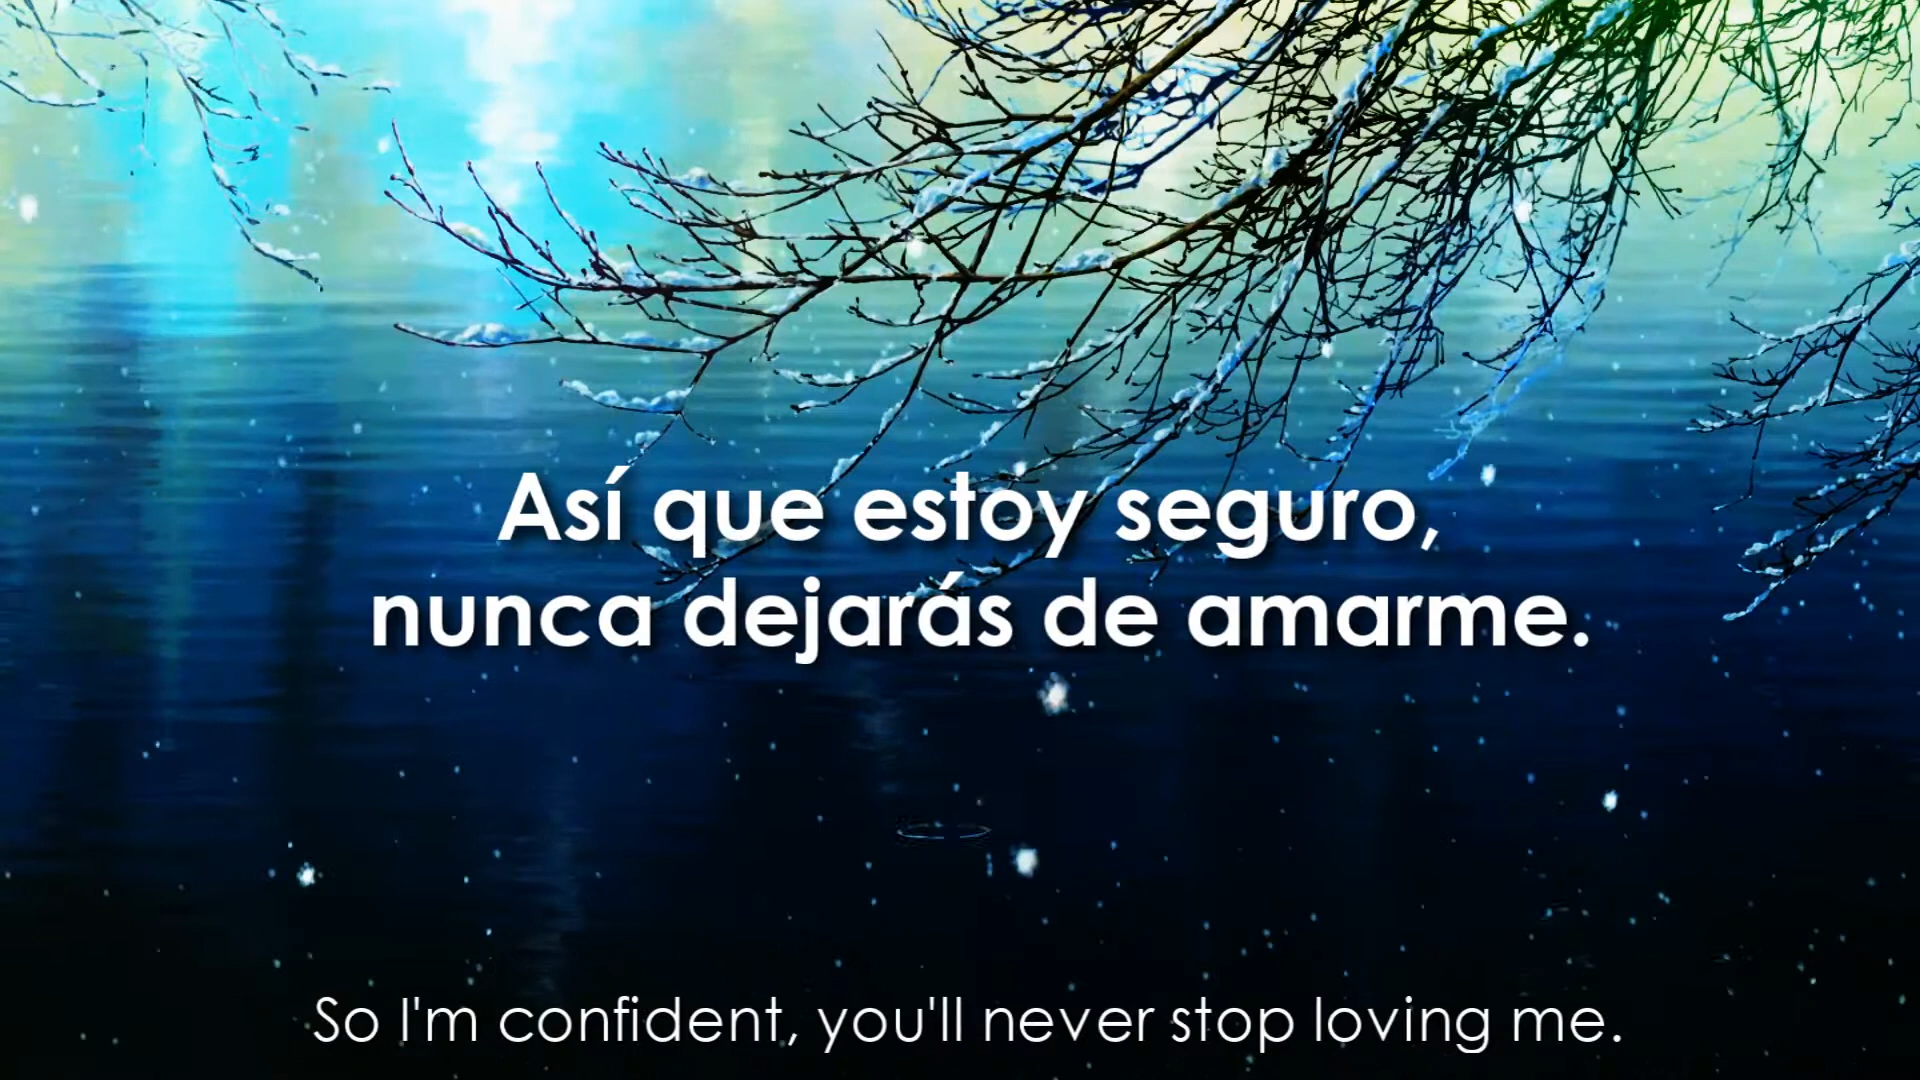 Así que estoy seguro,
nunca dejarás de amarme.
So I'm confident, you'll never stop loving me.